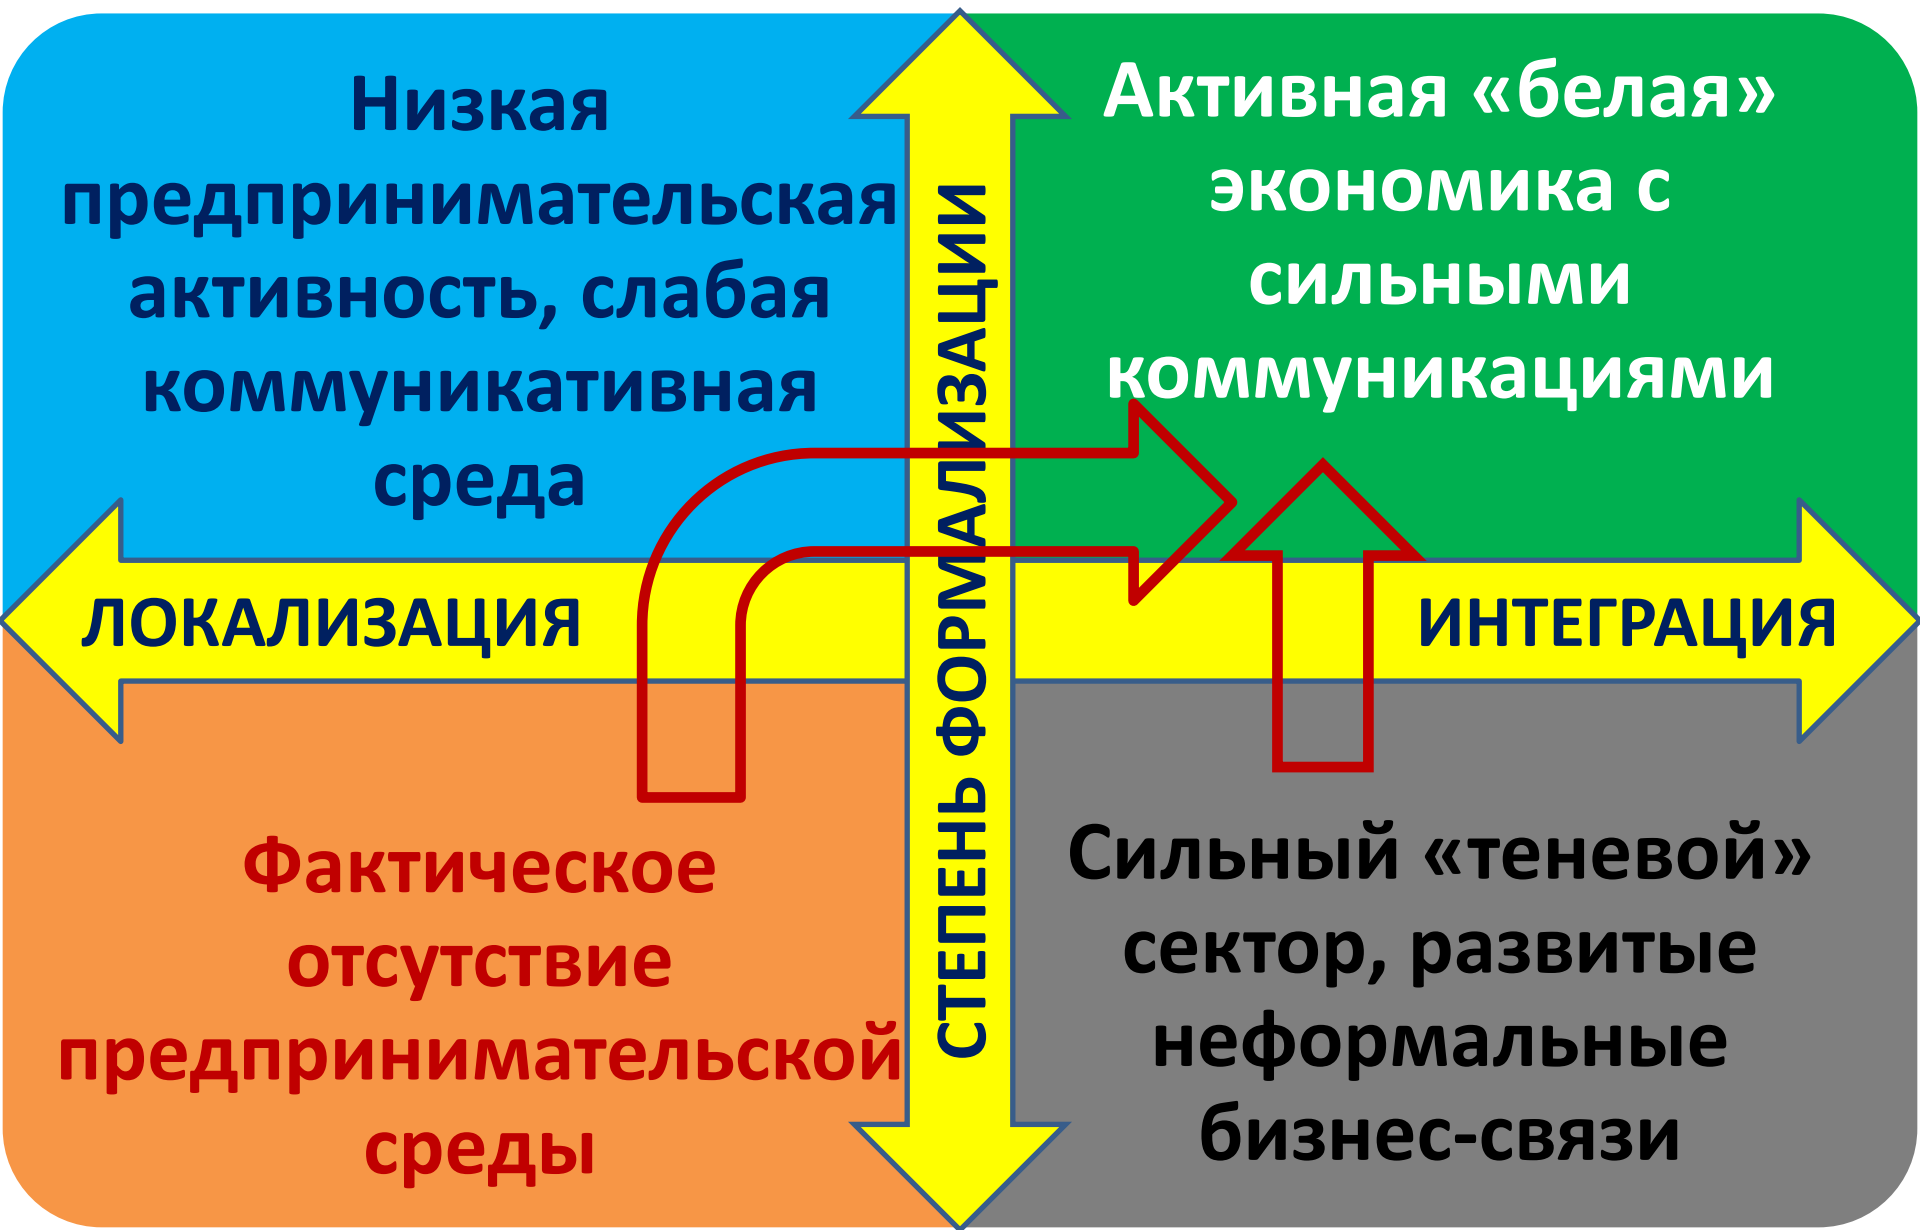 Низкая
предпринимательская
активность, слабая
коммуникативная
среда
Активная «белая»
экономика с
сильными
коммуникациями
СТЕПЕНЬ ФОРМАЛИЗАЦИИ
ЛОКАЛИЗАЦИЯ
ИНТЕГРАЦИЯ
Фактическое
отсутствие
предпринимательской
среды
Сильный «теневой»
сектор, развитые
неформальные
бизнес-связи